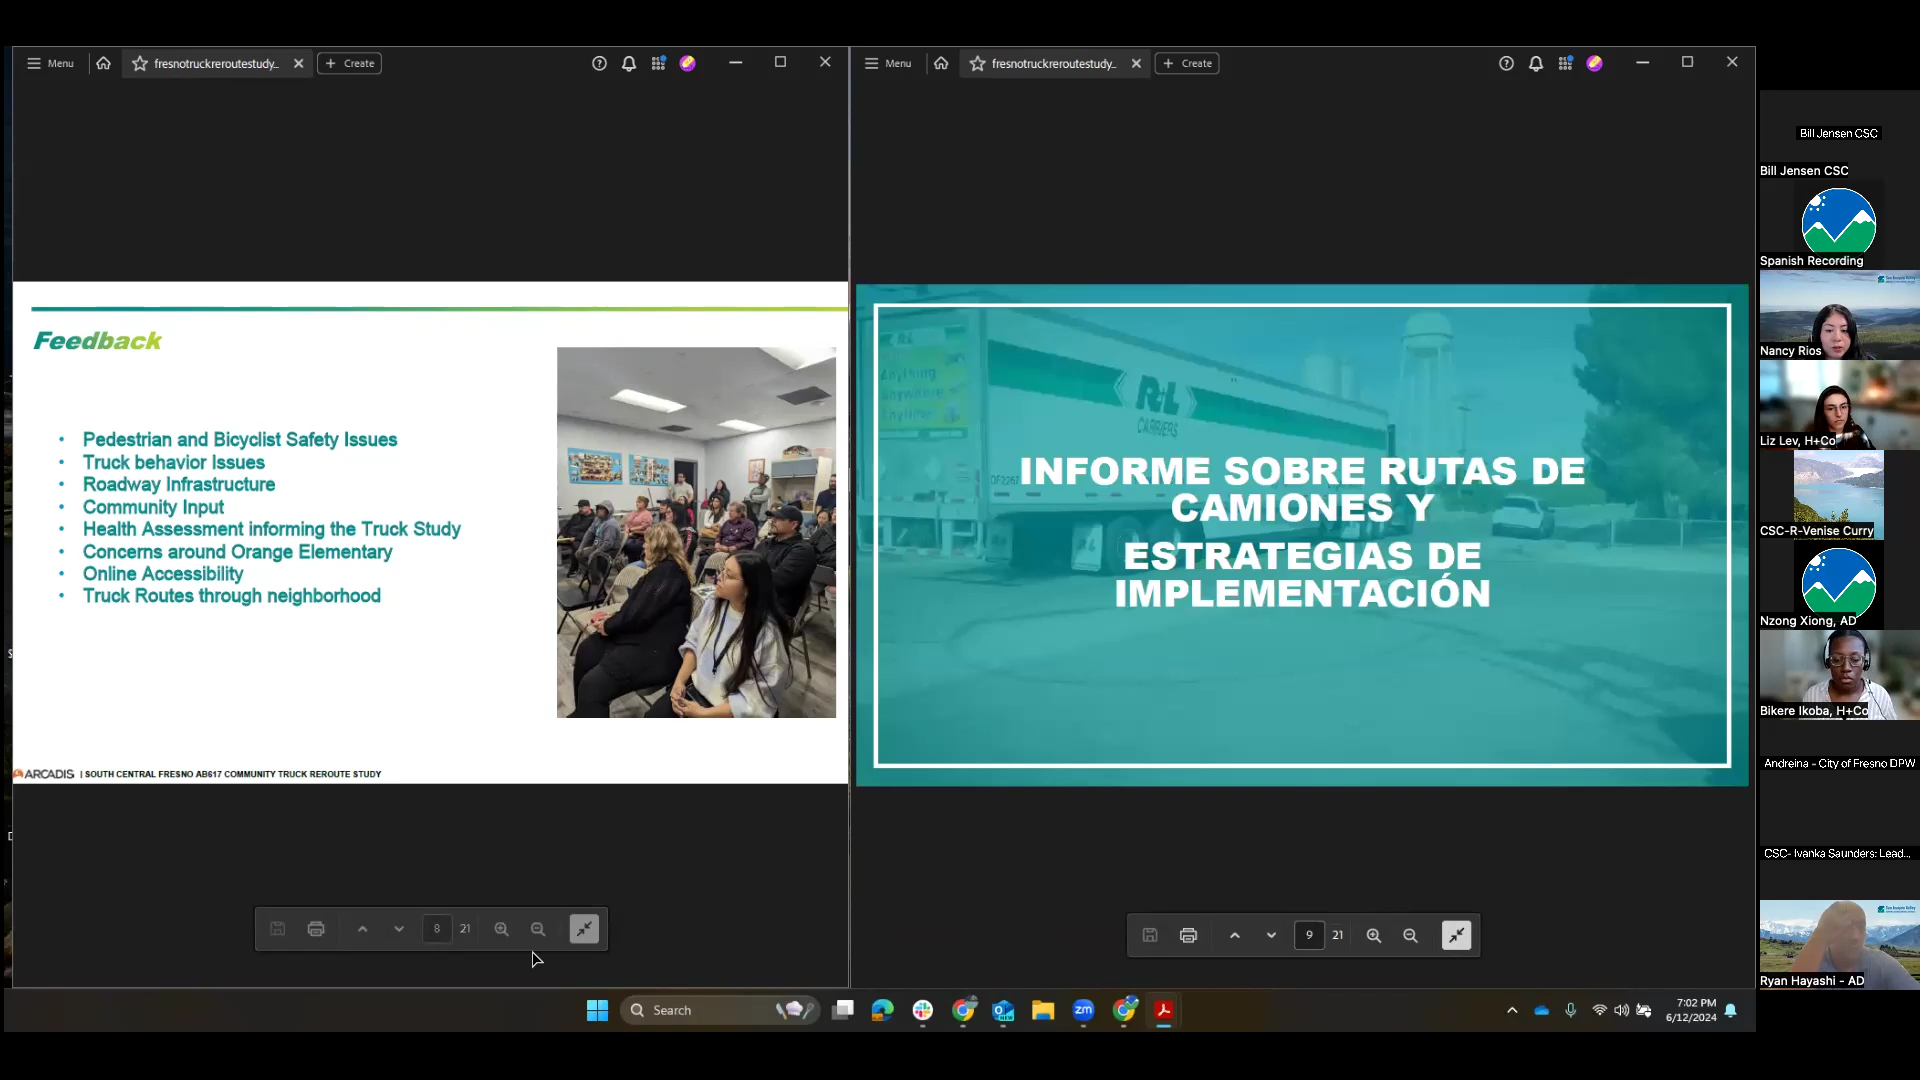 Menu
fresnotruckreroutestudy...
Create
Feedback
• Pedestrian and Bicyclist Safety Issues
• Truck behavior Issues
• Roadway Infrastructure
• Community Input
• Health Assessment informing the Truck Study
• Concerns around Orange Elementary
• Online Accessibility
• Truck Routes through neighborhood
ARCADIS | SOUTH CENTRAL FRESNO AB617 COMMUNITY TRUCK REROUTE STUDY
8 21
Menu
fresnotruckreroutestudy...
Create
Anything
Anywhere
Anytime
R+L
CARRIERS
INFORME SOBRE RUTAS DE
CAMIONES Y
ESTRATEGIAS DE
IMPLEMENTACIÓN
9 21
Bill Jensen CSC
Bill Jensen CSC
Spanish Recording
Nancy Rios
Liz Lev, H+Co
CSC-R-Venise Curry
Nzong Xiong, AD
Bikere Ikoba, H+Co
Andreina - City of Fresno DPW
CSC- Ivanka Saunders: Lead...
Ryan Hayashi - AD
Search
zm
7:02 PM
6/12/2024